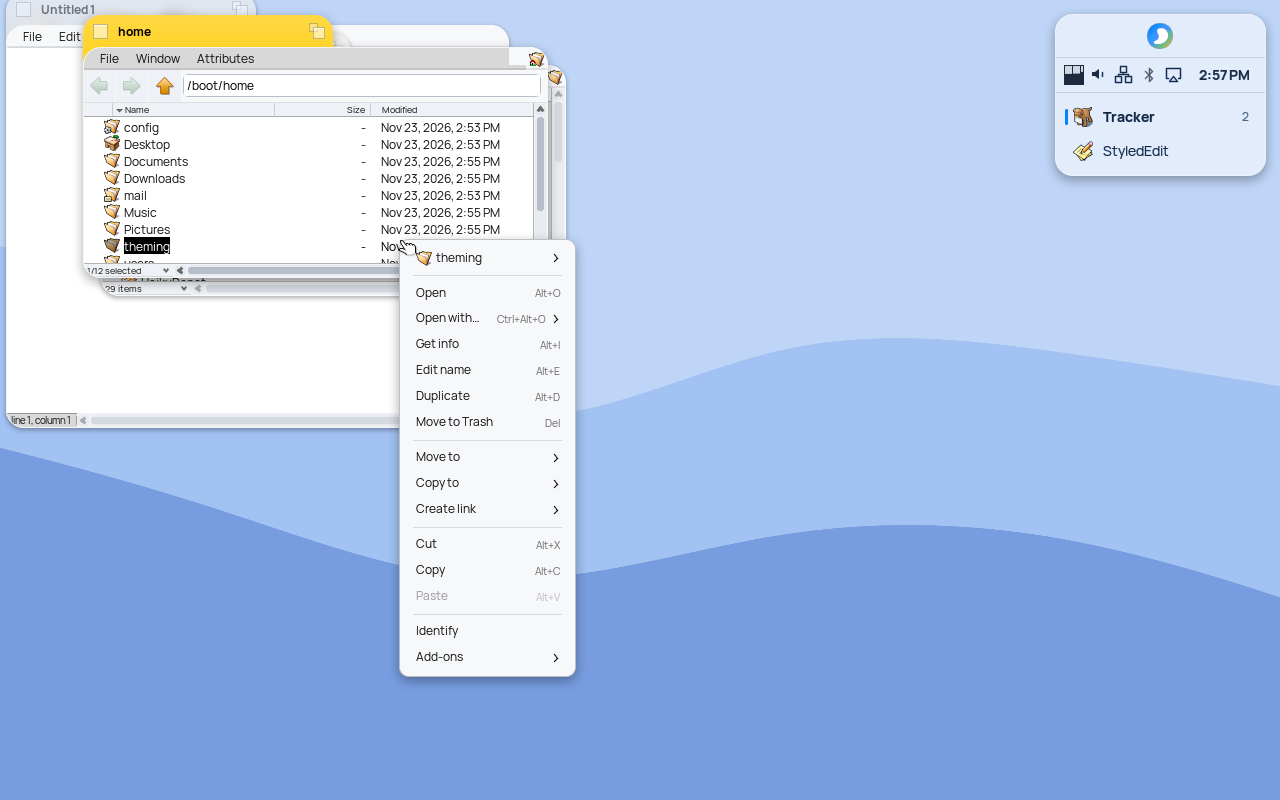 Untitled 1
File Edit
home
File Window Attributes
/boot/home
Name Size Modified
config - Nov 23, 2026, 2:53 PM
Desktop - Nov 23, 2026, 2:53 PM
Documents - Nov 23, 2026, 2:55 PM
Downloads - Nov 23, 2026, 2:55 PM
mail - Nov 23, 2026, 2:53 PM
Music - Nov 23, 2026, 2:55 PM
Pictures - Nov 23, 2026, 2:55 PM
theming -
1/12 selected
29 items
line 1, column 1
theming
Open Alt+O
Open with... Ctrl+Alt+O
Get info Alt+I
Edit name Alt+E
Duplicate Alt+D
Move to Trash Del
Move to
Copy to
Create link
Cut Alt+X
Copy Alt+C
Paste Alt+V
Identify
Add-ons
2:57 PM
Tracker 2
StyledEdit